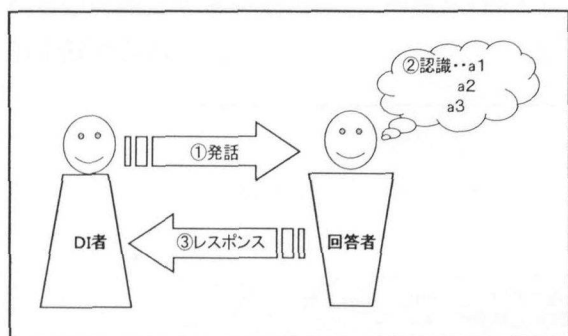 ②認識‥a1
a2
a3
①発話
DI者
③レスポンス
回答者